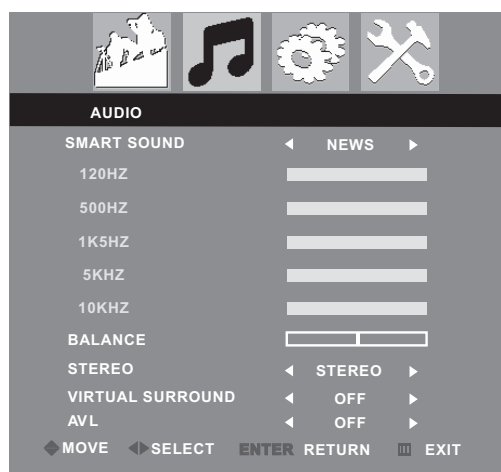 AUDIO
SMART SOUND NEWS
120HZ
500HZ
1K5HZ
5KHZ
10KHZ
BALANCE
STEREO STEREO
VIRTUAL SURROUND OFF
AVL OFF
MOVE SELECT ENTER RETURN EXIT